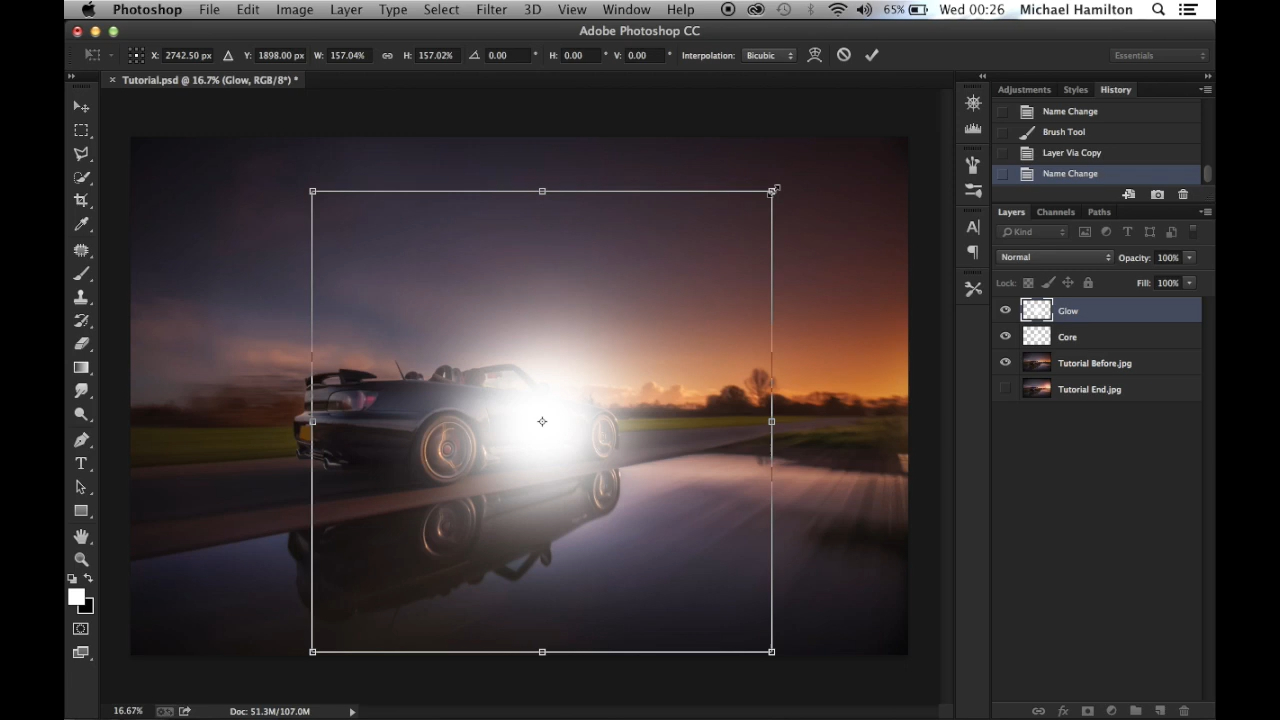 Photoshop File Edit Image Layer Type Select Filter 3D View Window Help 65% Wed 00:26 Michael Hamilton
Adobe Photoshop CC
X: 2742.50 px Y: 1898.00 px W: 157.04% H: 157.02% 0.00 ° H: 0.00 ° V: 0.00 ° Interpolation: Bicubic Essentials
× Tutorial.psd @ 16.7% (Glow, RGB/8*) *
Adjustments Styles History
Name Change
Brush Tool
Layer Via Copy
Name Change
Layers Channels Paths
Kind
Normal Opacity: 100%
Lock: Fill: 100%
Glow
Core
Tutorial Before.jpg
Tutorial End.jpg
16.67% Doc: 51.3M/107.0M